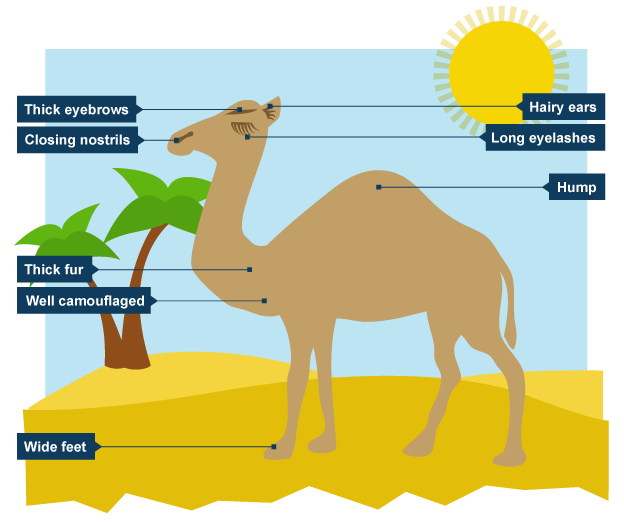 Thick eyebrows
Hairy ears
Closing nostrils
Long eyelashes
Hump
Thick fur
Well camouflaged
Wide feet